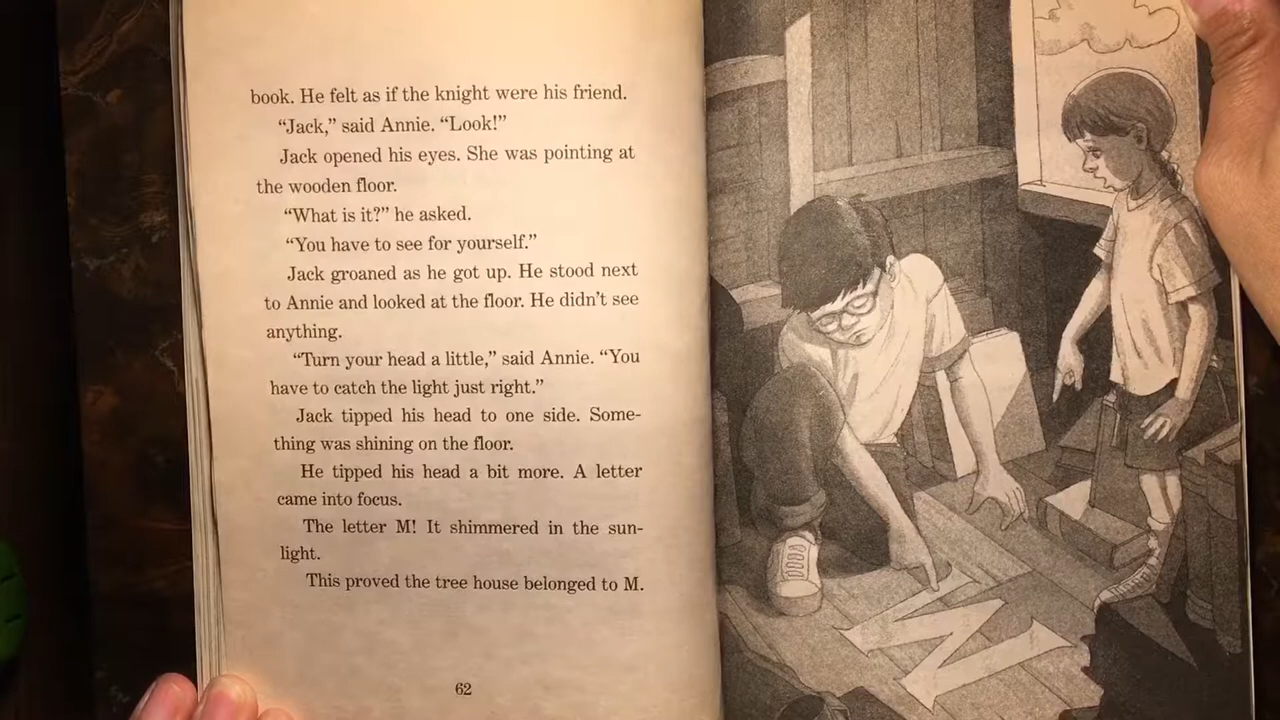 book. He felt as if the knight were his friend.
“Jack,” said Annie. “Look!”
Jack opened his eyes. She was pointing at
the wooden floor.
“What is it?” he asked.
“You have to see for yourself.”
Jack groaned as he got up. He stood next
to Annie and looked at the floor. He didn’t see
anything.
“Turn your head a little,” said Annie. “You
have to catch the light just right.”
Jack tipped his head to one side. Some-
thing was shining on the floor.
He tipped his head a bit more. A letter
came into focus.
The letter M! It shimmered in the sun-
light.
This proved the tree house belonged to M.
62
M